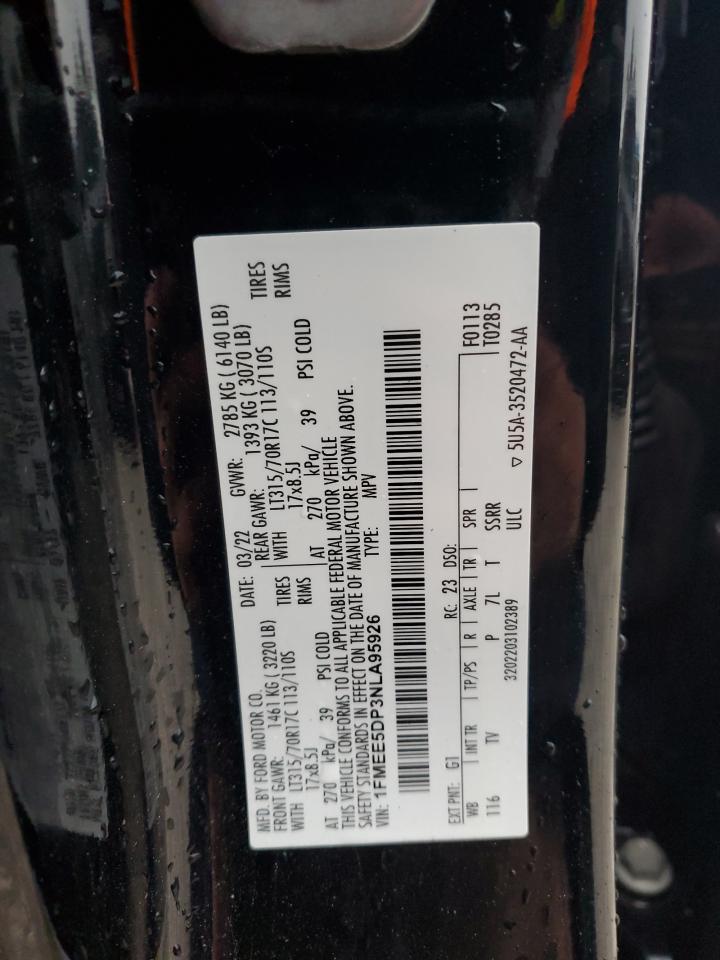 MFD. BY FORD MOTOR CO. DATE: 03/22 GVWR: 2785 KG ( 6140 LB)
FRONT GAWR: 1461 KG ( 3220 LB) REAR GAWR: 1393 KG ( 3070 LB)
WITH LT315/70R17C 113/110S TIRES WITH LT315/70R17C 113/110S TIRES
17x8.5J RIMS 17x8.5J RIMS
AT 270 kPa/ 39 PSI COLD AT 270 kPa/ 39 PSI COLD
THIS VEHICLE CONFORMS TO ALL APPLICABLE FEDERAL MOTOR VEHICLE
SAFETY STANDARDS IN EFFECT ON THE DATE OF MANUFACTURE SHOWN ABOVE.
VIN: 1FMEE5DP3NLA95926 TYPE: MPV
EXT PNT: G1 RC: 23 DSO: F0113
WB INT TR TP/PS R AXLE TR SPR T0285
116 TV P 7L T SSRR
3202203102389 ULC ▽ 5U5A-3520472-AA